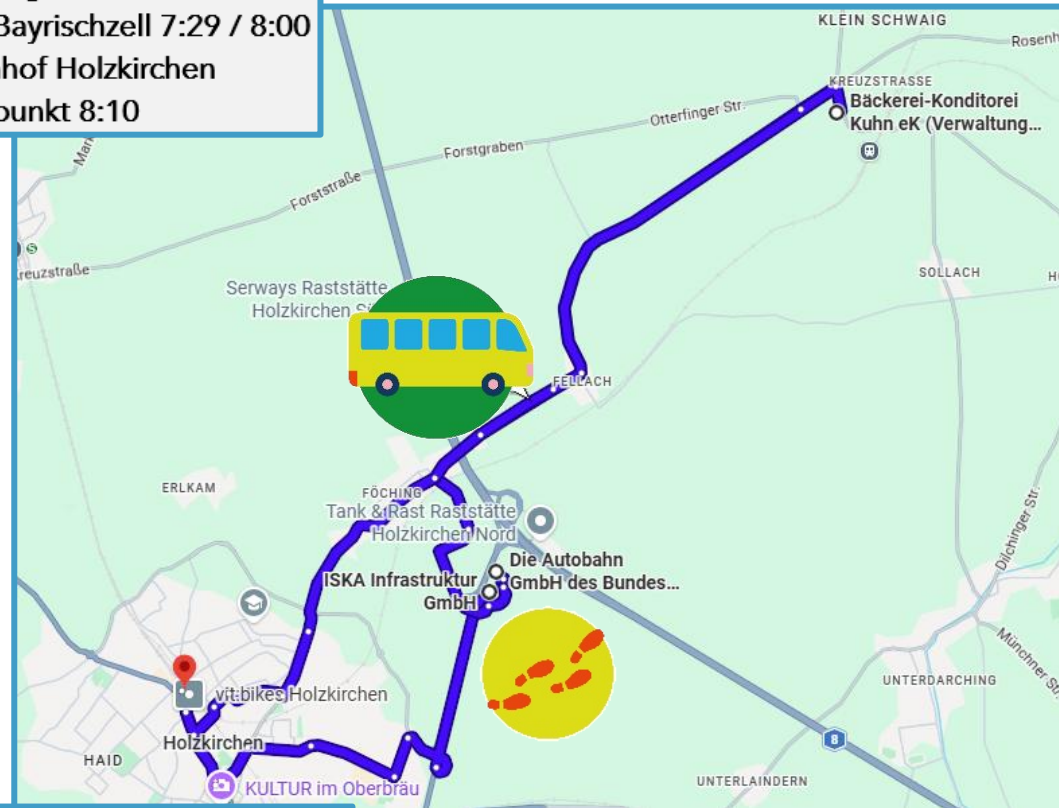 Bayrischzell 7:29 / 8:00
hof Holzkirchen
punkt 8:10
KLEIN SCHWAIG
KREUZSTRASSE
Bäckerei-Konditorei
Kuhn eK (Verwaltung...
Otterfinger Str.
Forstgraben
Forststraße
reuzstraße
S
Serways Raststätte
Holzkirchen
SOLLACH
FELLACH
ERLKAM
FÖCHING
Tank & Rast Raststätte
Holzkirchen Nord
Die Autobahn
GmbH des Bundes...
ISKA Infrastruktur
GmbH
Dilchinger Str.
UNTERDARCHING
vit:bikes Holzkirchen
Holzkirchen
HAID
8
KULTUR im Oberbräu
UNTERLAINDERN